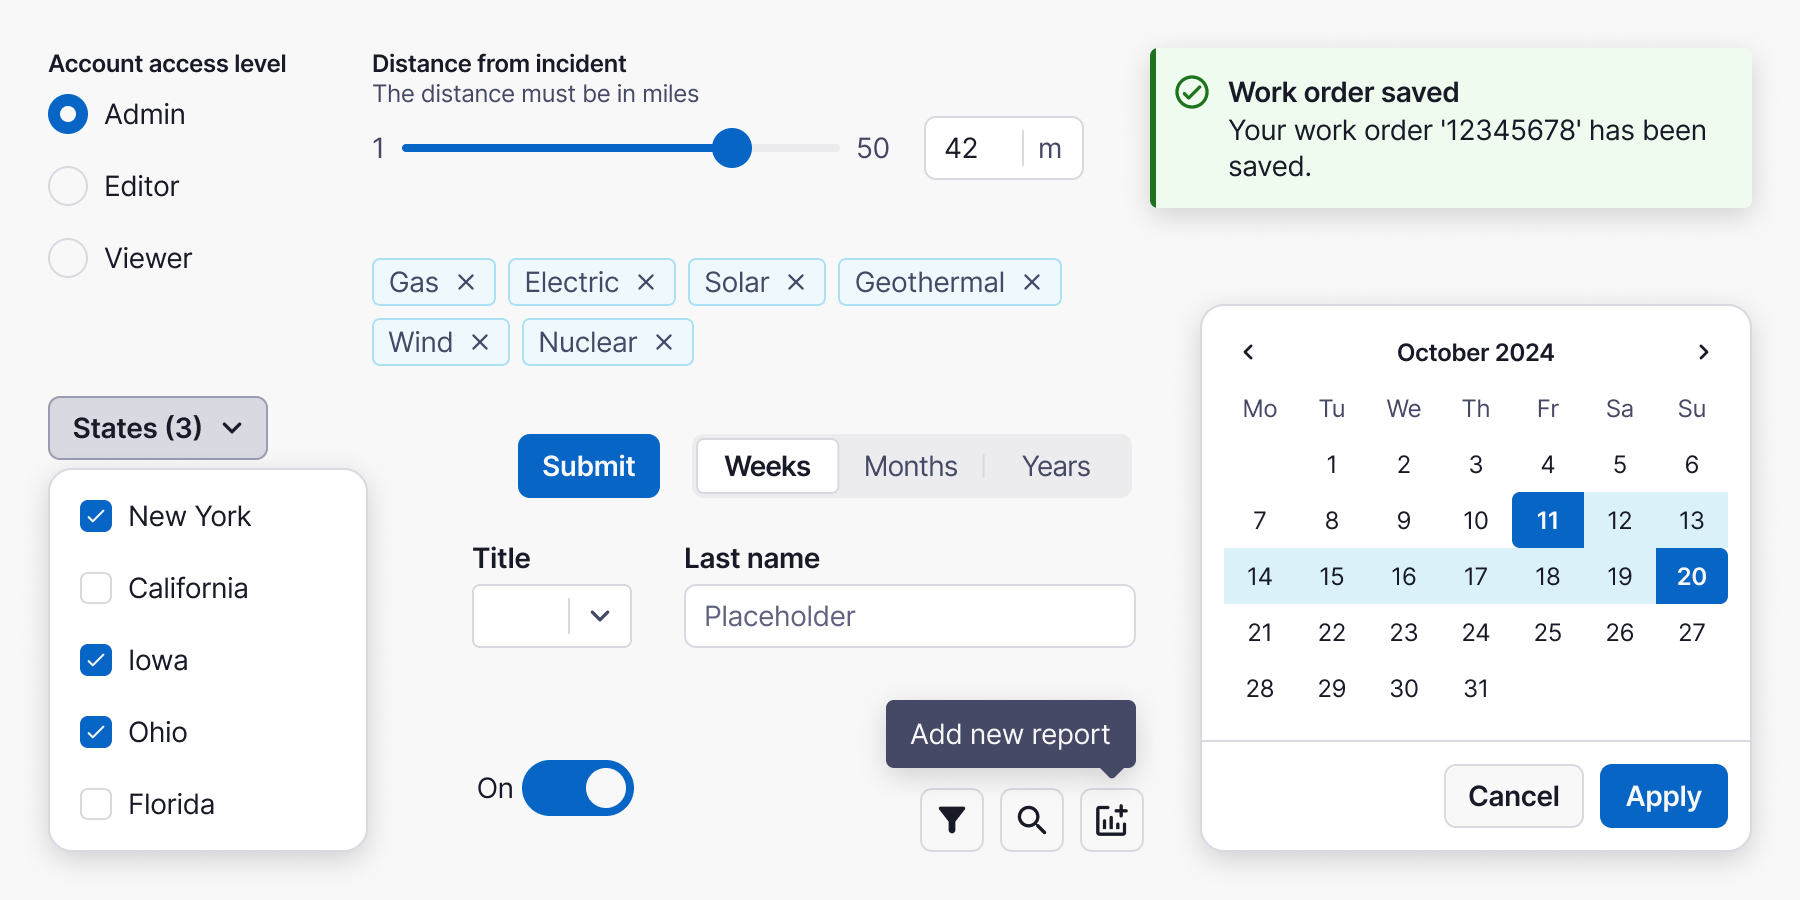 Account access level
Admin
Editor
Viewer
Distance from incident
The distance must be in miles
1
50
42
m
Work order saved
Your work order '12345678' has been
saved.
Gas
Electric
Solar
Geothermal
Wind
Nuclear
States (3)
New York
California
Iowa
Ohio
Florida
Submit
Weeks
Months
Years
Title
Last name
Placeholder
On
Add new report
October 2024
Mo Tu We Th Fr Sa Su
1 2 3 4 5 6
7 8 9 10 11 12 13
14 15 16 17 18 19 20
21 22 23 24 25 26 27
28 29 30 31
Cancel
Apply